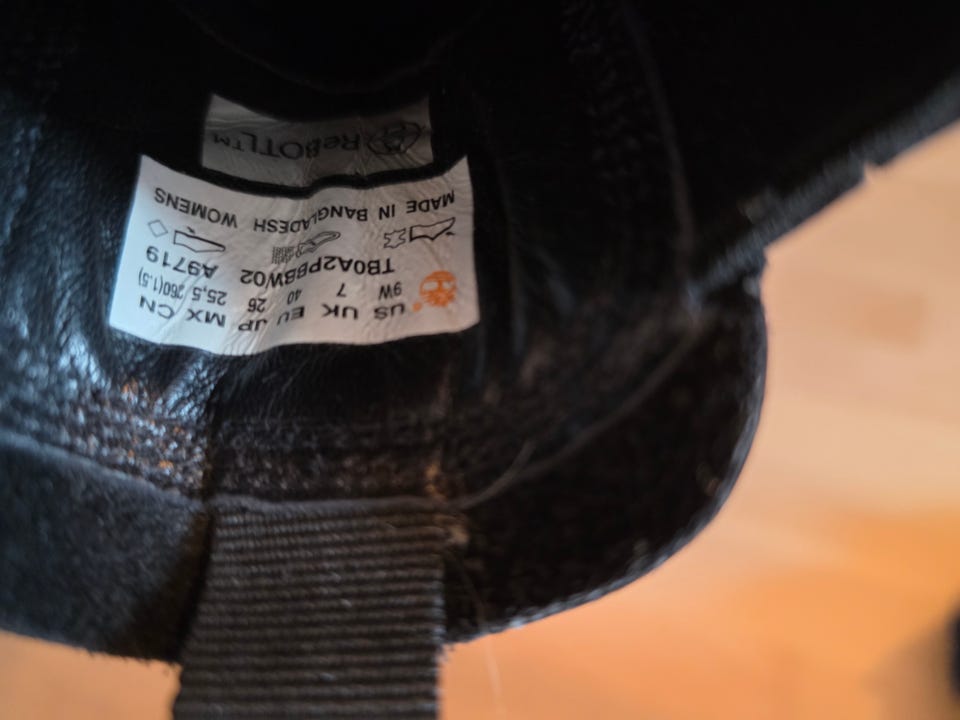 US UK EU JP MX CN
9W 7 40 26 25,5 260(1.5)
TB0A2PBBW02 A9719
MADE IN BANGLADESH WOMENS
ReBOTL™